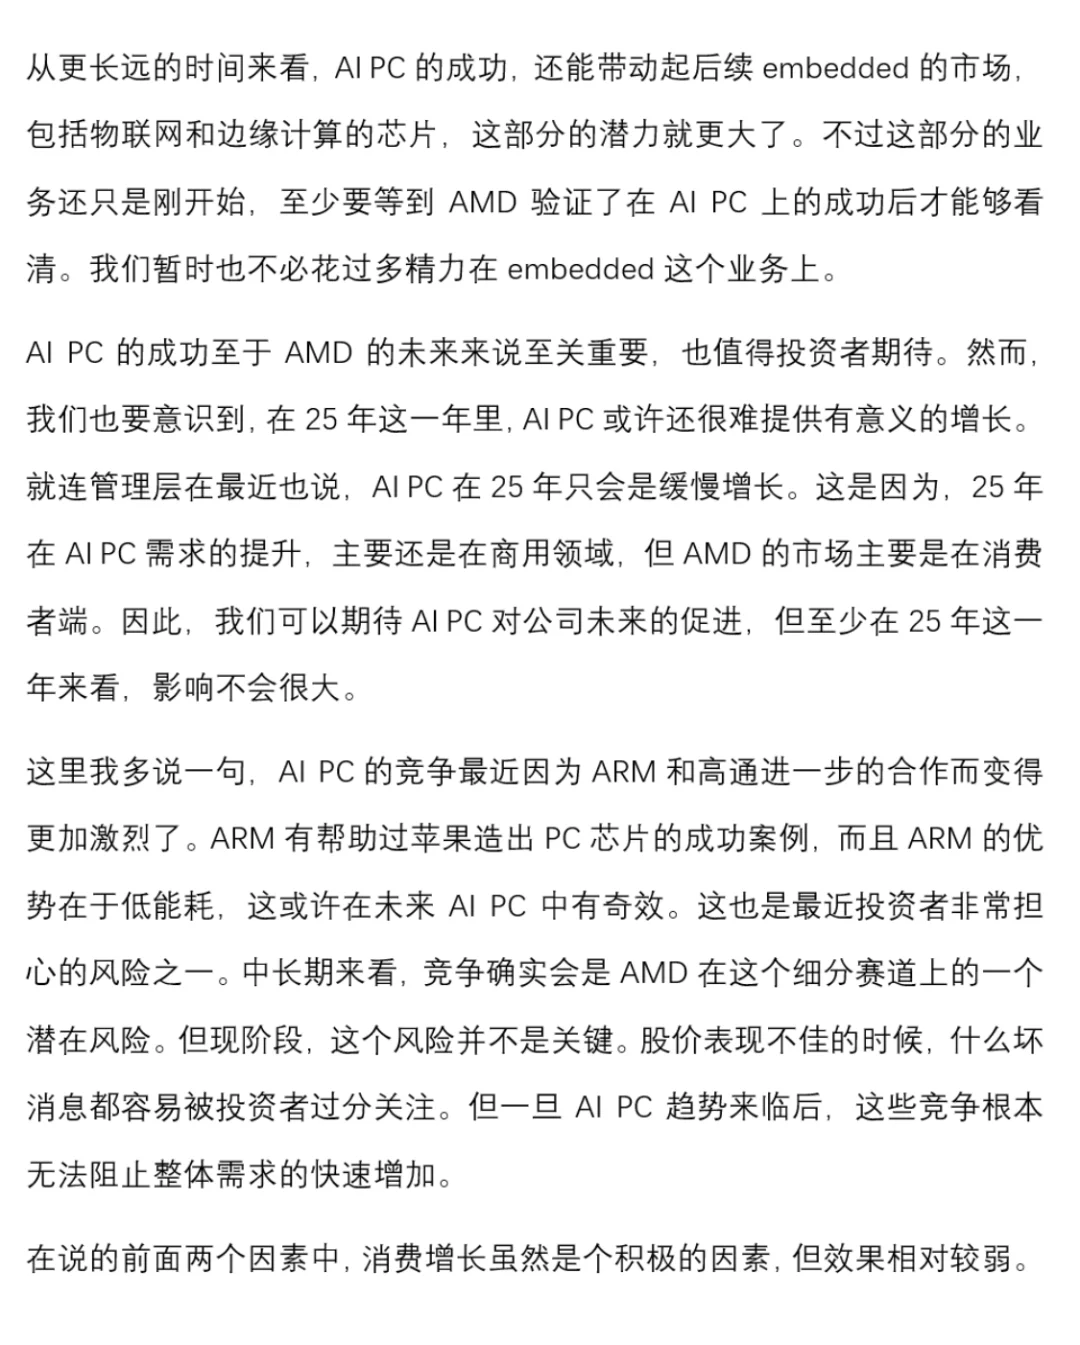 从更长远的时间来看，AI PC 的成功，还能带动起后续 embedded 的市场，
包括物联网和边缘计算的芯片，这部分的潜力就更大了。不过这部分的业
务还只是刚开始，至少要等到 AMD 验证了在 AI PC 上的成功后才能够看
清。我们暂时也不必花过多精力在 embedded 这个业务上。
AI PC 的成功至于 AMD 的未来来说至关重要，也值得投资者期待。然而，
我们也要意识到，在 25 年这一年里，AI PC 或许还很难提供有意义的增长。
就连管理层在最近也说，AI PC 在 25 年只会是缓慢增长。这是因为，25 年
在 AI PC 需求的提升，主要还是在商用领域，但 AMD 的市场主要是在消费
者端。因此，我们可以期待 AI PC 对公司未来的促进，但至少在 25 年这一
年来看，影响不会很大。
这里我多说一句，AI PC 的竞争最近因为 ARM 和高通进一步的合作而变得
更加激烈了。ARM 有帮助过苹果造出 PC 芯片的成功案例，而且 ARM 的优
势在于低能耗，这或许在未来 AI PC 中有奇效。这也是最近投资者非常担
心的风险之一。中长期来看，竞争确实会是 AMD 在这个细分赛道上的一个
潜在风险。但现阶段，这个风险并不是关键。股价表现不佳的时候，什么坏
消息都容易被投资者过分关注。但一旦 AI PC 趋势来临后，这些竞争根本
无法阻止整体需求的快速增加。
在说的前面两个因素中，消费增长虽然是个积极的因素，但效果相对较弱。